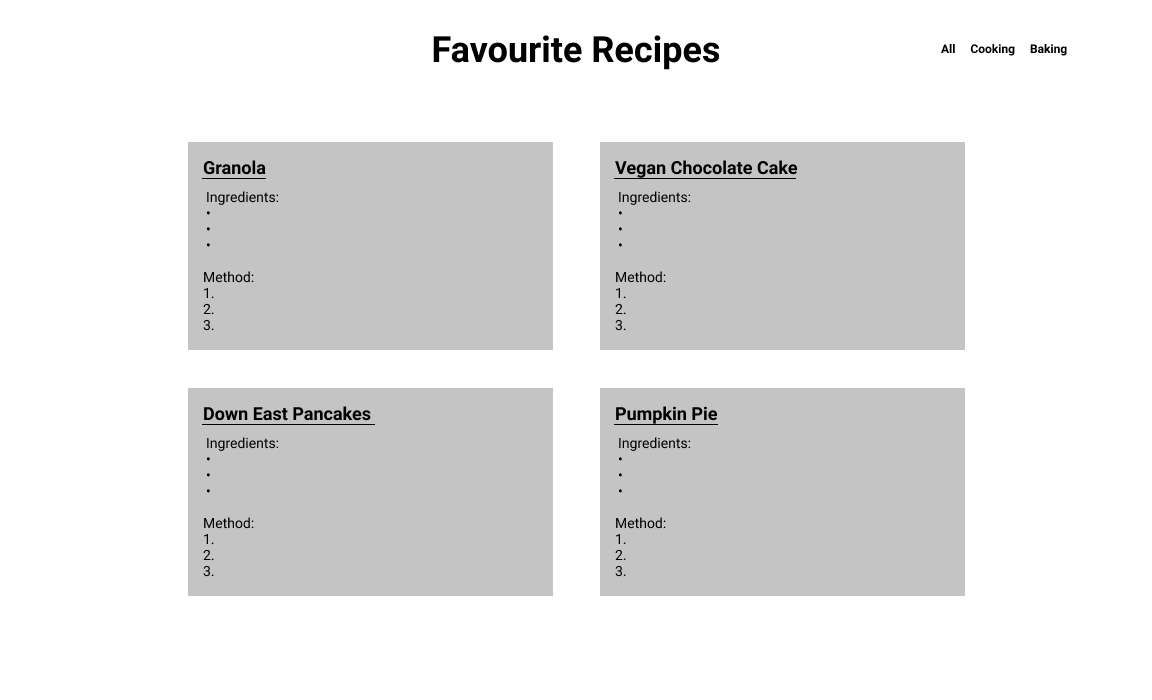 Favourite Recipes
All Cooking Baking
Granola
Ingredients:
•
•
•
Method:
1.
2.
3.
Vegan Chocolate Cake
Ingredients:
•
•
•
Method:
1.
2.
3.
Down East Pancakes
Ingredients:
•
•
•
Method:
1.
2.
3.
Pumpkin Pie
Ingredients:
•
•
•
Method:
1.
2.
3.